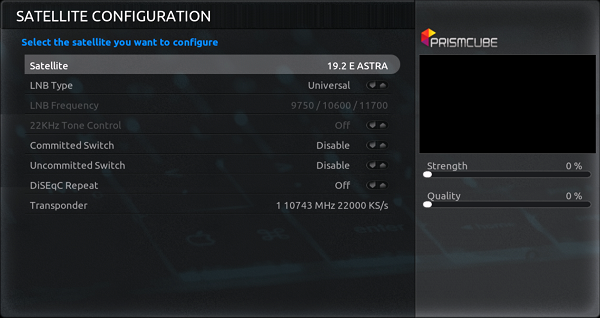 SATELLITE CONFIGURATION
Select the satellite you want to configure
Satellite 19.2 E ASTRA
LNB Type Universal
LNB Frequency 9750 / 10600 / 11700
22KHz Tone Control Off
Committed Switch Disable
Uncommitted Switch Disable
DiSEqC Repeat Off
Transponder 1 10743 MHz 22000 KS/s
PRISMCUBE
Strength 0 %
Quality 0 %